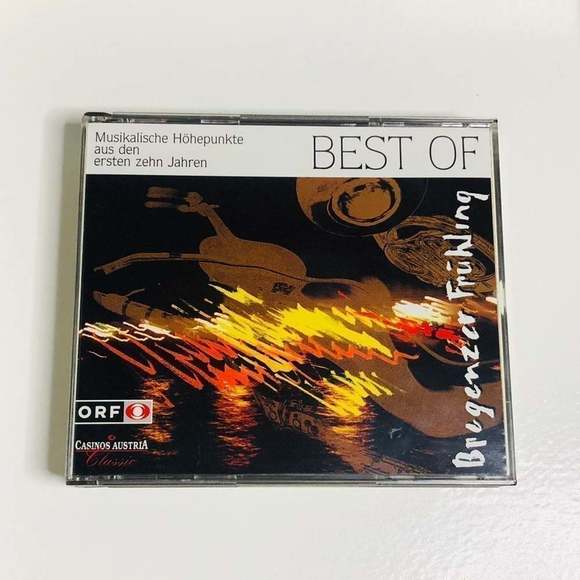 Musikalische Höhepunkte
aus den
ersten zehn Jahren
BEST OF
Bregenzer Frühling
ORF
CASINOS AUSTRIA
Classic